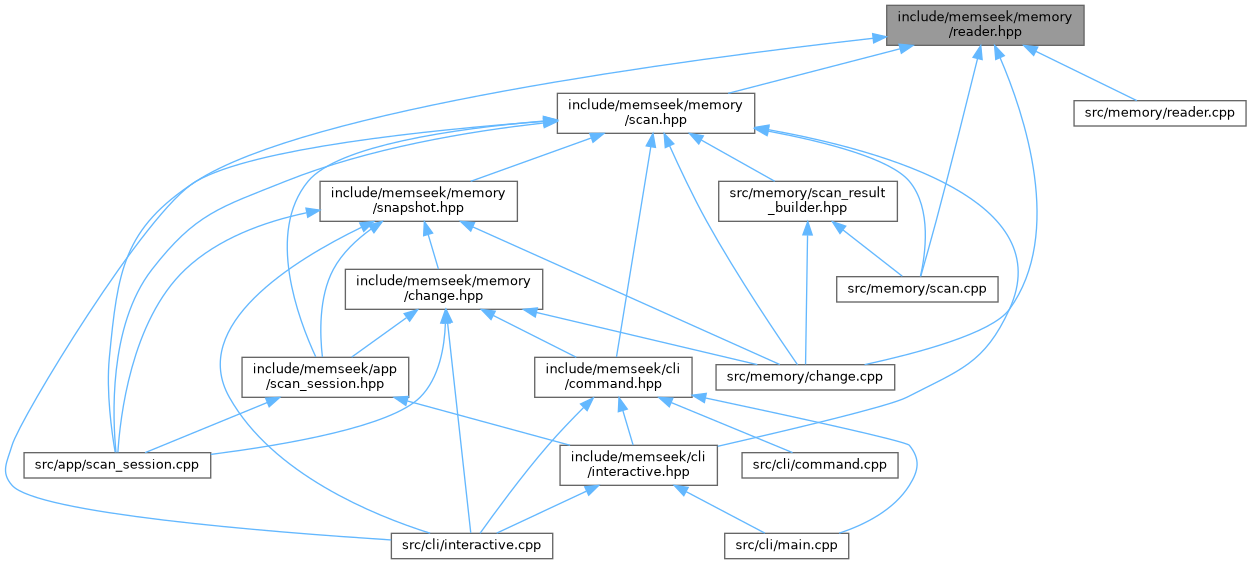 include/memseek/memory
/reader.hpp
include/memseek/memory
/scan.hpp
src/memory/reader.cpp
include/memseek/memory
/snapshot.hpp
src/memory/scan_result
_builder.hpp
include/memseek/memory
/change.hpp
src/memory/scan.cpp
include/memseek/app
/scan_session.hpp
include/memseek/cli
/command.hpp
src/memory/change.cpp
src/app/scan_session.cpp
include/memseek/cli
/interactive.hpp
src/cli/command.cpp
src/cli/interactive.cpp
src/cli/main.cpp